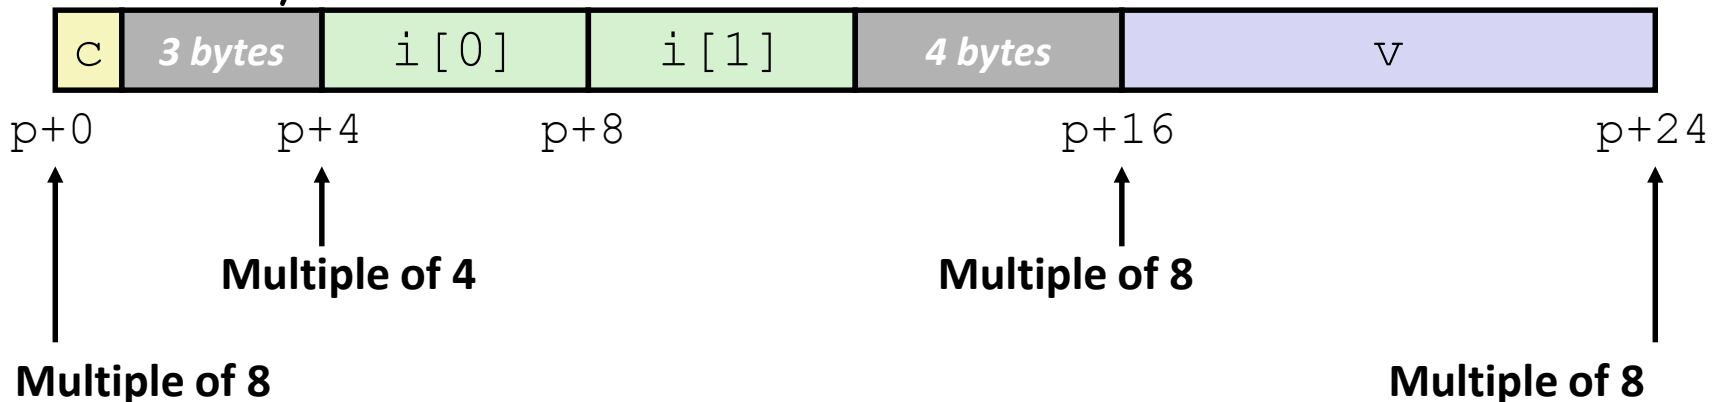 c 3 bytes i[0] i[1] 4 bytes v
p+0 p+4 p+8 p+16 p+24
Multiple of 4 Multiple of 8
Multiple of 8 Multiple of 8